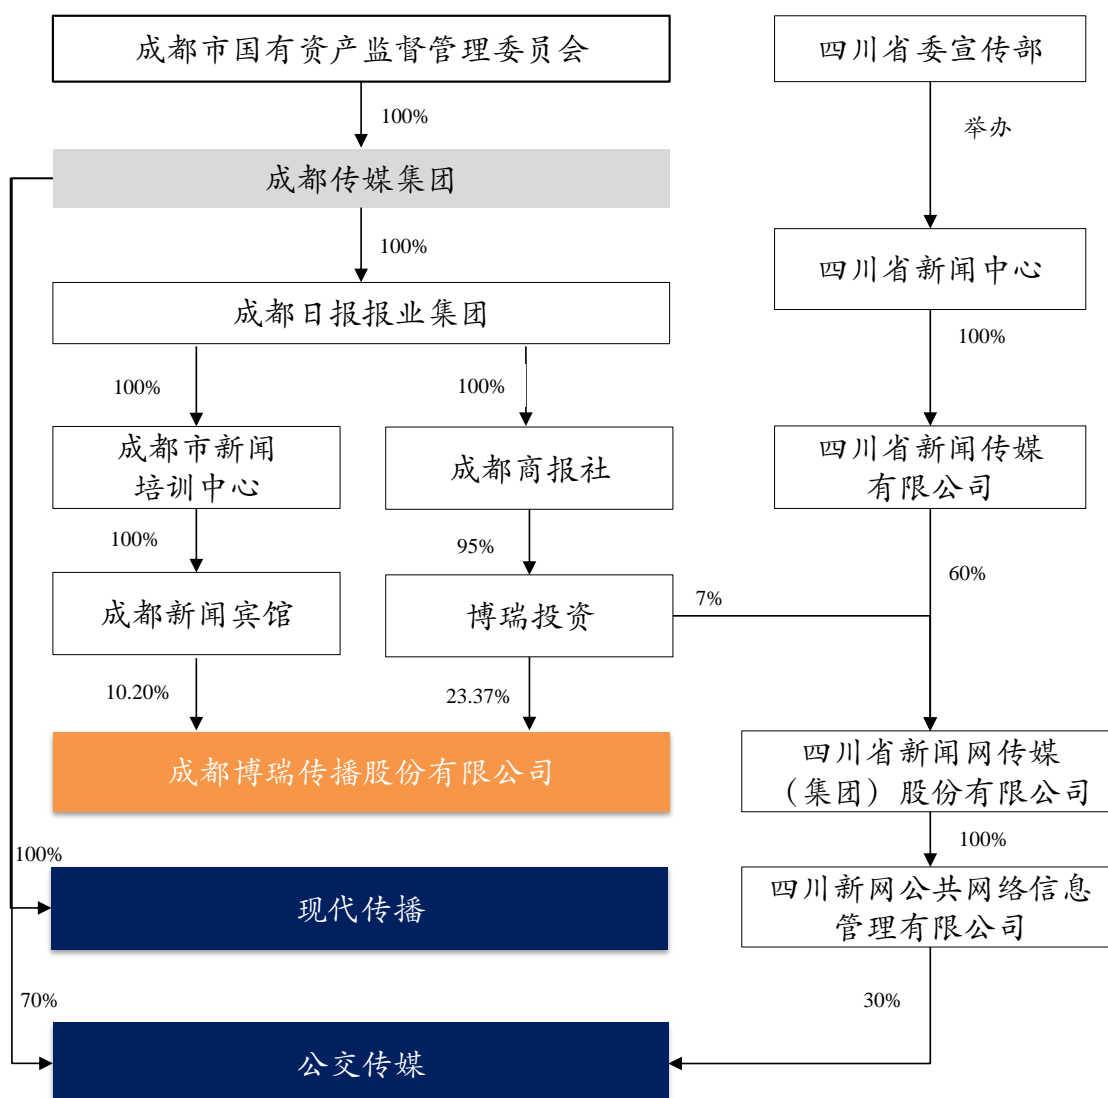 成都市国有资产监督管理委员会
四川省委宣传部
100%
举办
成都传媒集团
100%
四川省新闻中心
成都日报报业集团
100%
100%
100%
成都市新闻
培训中心
成都商报社
四川省新闻传媒
有限公司
100%
95%
60%
成都新闻宾馆
博瑞投资
7%
10.20%
23.37%
成都博瑞传播股份有限公司
四川省新闻网传媒
（集团）股份有限公司
100%
100%
现代传播
四川新网公共网络信息
管理有限公司
70%
30%
公交传媒